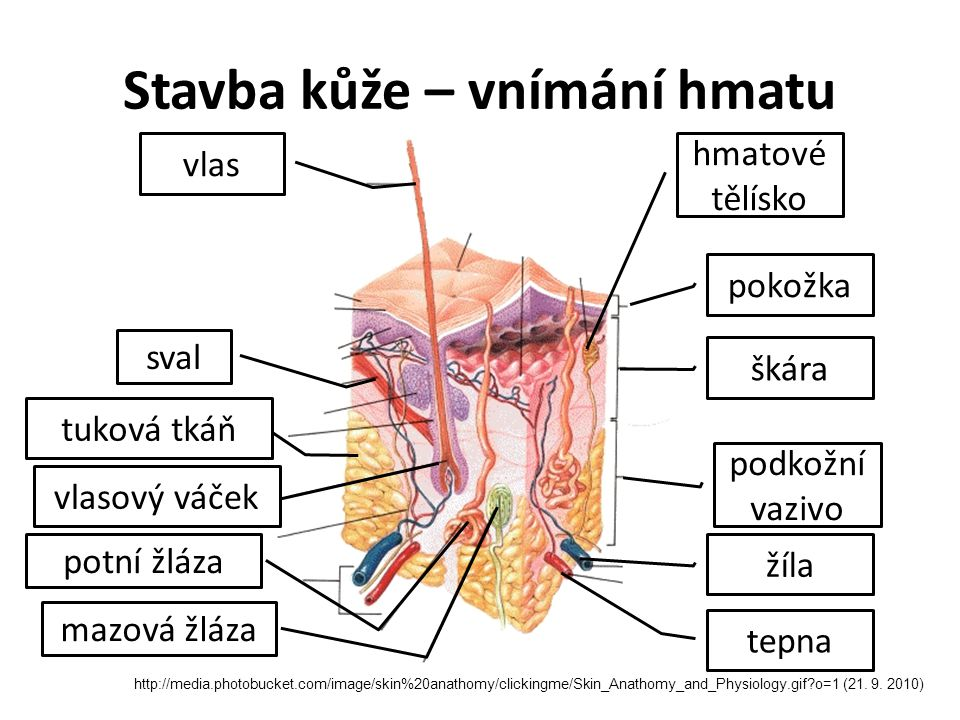 Stavba kůže – vnímání hmatu
vlas
hmatové
tělísko
pokožka
sval
škára
tuková tkáň
podkožní
vazivo
vlasový váček
potní žláza
žíla
mazová žláza
tepna
http://media.photobucket.com/image/skin%20anathomy/clickingme/Skin_Anathomy_and_Physiology.gif?o=1 (21. 9. 2010)